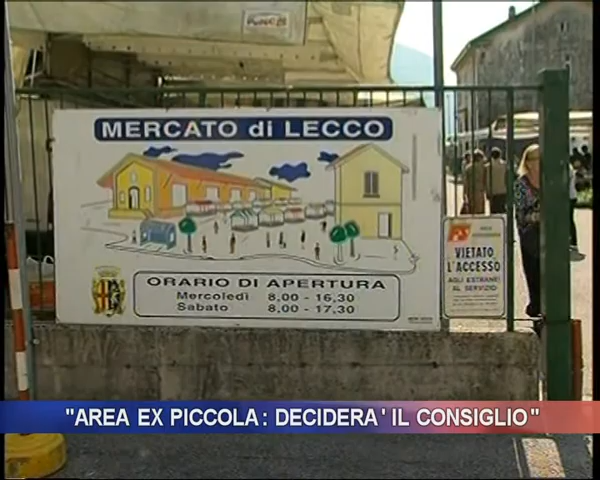 MERCATO di LECCO
ORARIO DI APERTURA
Mercoledì 8,00 - 16,30
Sabato 8,00 - 17,30
VIETATO
L'ACCESSO
AGLI ESTRANEI
AL SERVIZIO
"AREA EX PICCOLA: DECIDERA' IL CONSIGLIO"